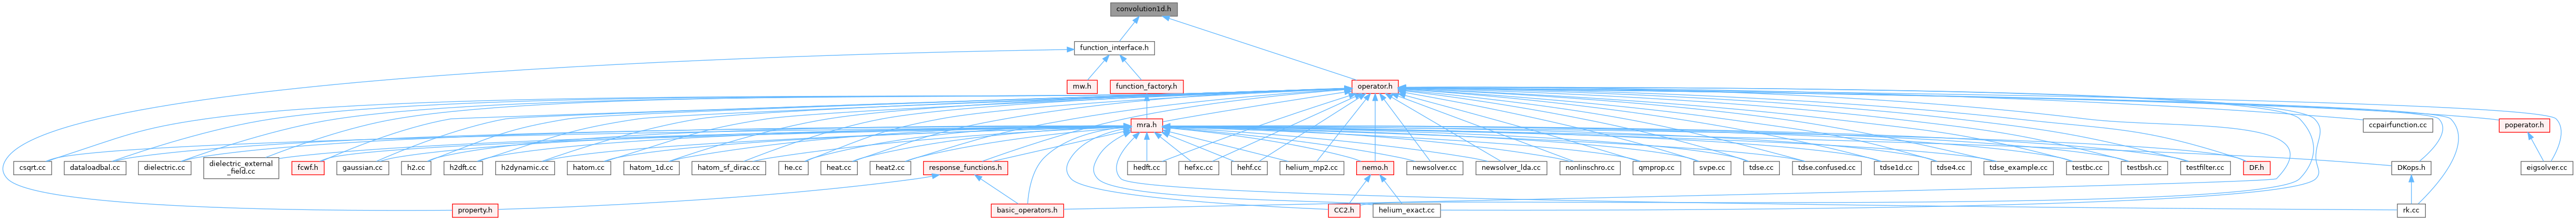 convolution1d.h
function_interface.h
mw.h
function_factory.h
operator.h
mra.h
ccpairfunction.cc
poperator.h
csqrt.cc
dataloadbal.cc
dielectric.cc
dielectric_external
_field.cc
fcwf.h
gaussian.cc
h2.cc
h2dft.cc
h2dynamic.cc
hatom.cc
hatom_1d.cc
hatom_sf_dirac.cc
he.cc
heat.cc
heat2.cc
response_functions.h
hedft.cc
hefxc.cc
hehf.cc
helium_mp2.cc
nemo.h
newsolver.cc
newsolver_lda.cc
nonlinschro.cc
qmprop.cc
svpe.cc
tdse.cc
tdse.confused.cc
tdse1d.cc
tdse4.cc
tdse_example.cc
testbc.cc
testbsh.cc
testfilter.cc
DF.h
DKops.h
eigsolver.cc
property.h
basic_operators.h
CC2.h
helium_exact.cc
rk.cc